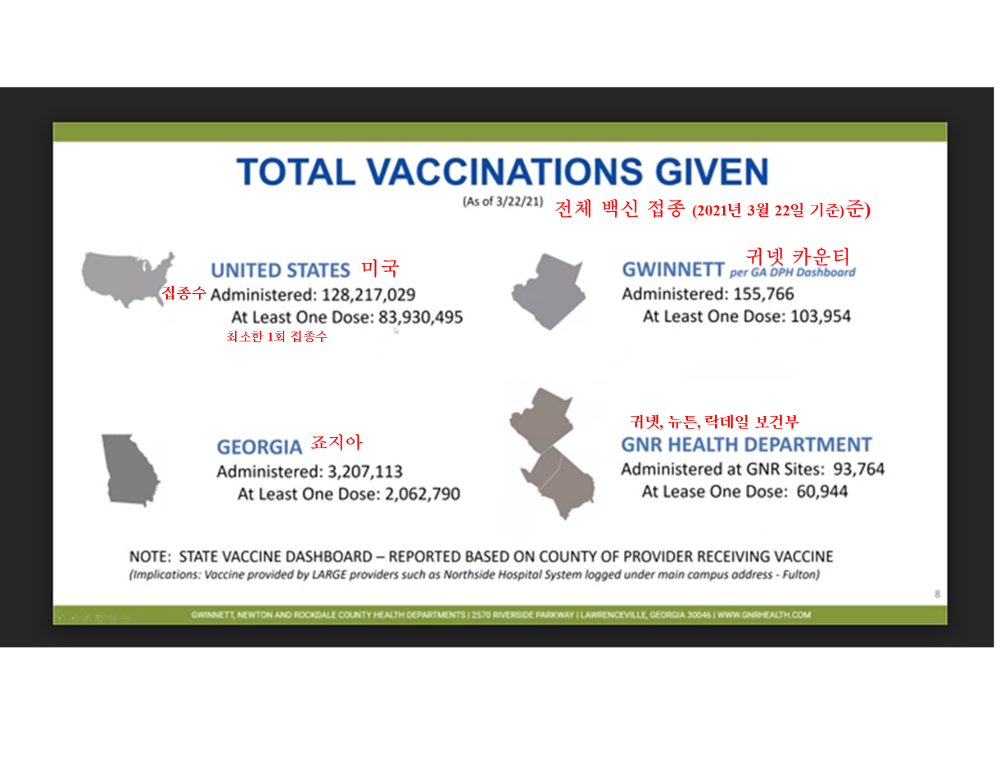 TOTAL VACCINATIONS GIVEN
(As of 3/22/21)
전체 백신 접종 (2021년 3월 22일 기준)준)
UNITED STATES 미국
접종수 Administered: 128,217,029
At Least One Dose: 83,930,495
최소한 1회 접종수
귀넷 카운티
GWINNETT per GA DPH Dashboard
Administered: 155,766
At Least One Dose: 103,954
GEORGIA 죠지아
Administered: 3,207,113
At Least One Dose: 2,062,790
귀넷, 뉴튼, 락데일 보건부
GNR HEALTH DEPARTMENT
Administered at GNR Sites: 93,764
At Lease One Dose: 60,944
NOTE: STATE VACCINE DASHBOARD – REPORTED BASED ON COUNTY OF PROVIDER RECEIVING VACCINE
(Implications: Vaccine provided by LARGE providers such as Northside Hospital System logged under main campus address - Fulton)
8
GWINNETT, NEWTON AND ROCKDALE COUNTY HEALTH DEPARTMENTS | 2570 RIVERSIDE PARKWAY | LAWRENCEVILLE, GEORGIA 30046 | WWW.GNRHEALTH.COM